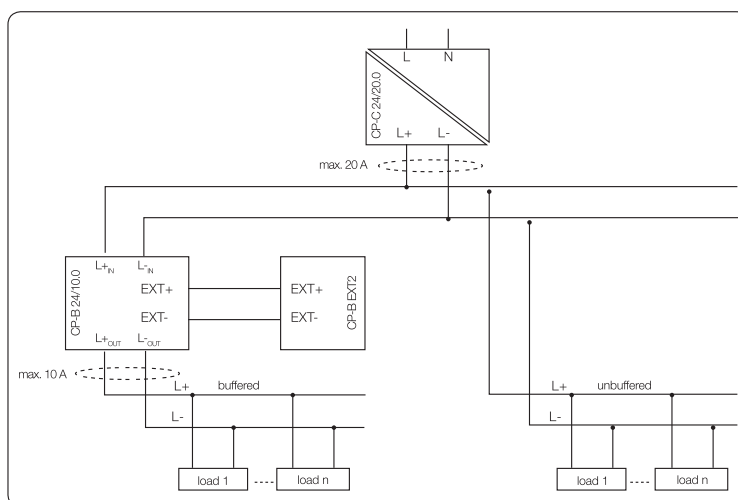 L N
CP-C 24/20.0
L+ L-
max. 20 A
L+IN L-IN
CP-B 24/10.0
EXT+ EXT+
EXT- EXT-
CP-B EXT2
L+OUT L-OUT
max. 10 A
L+ buffered
L-
load 1 load n
L+ unbuffered
L-
load 1 load n